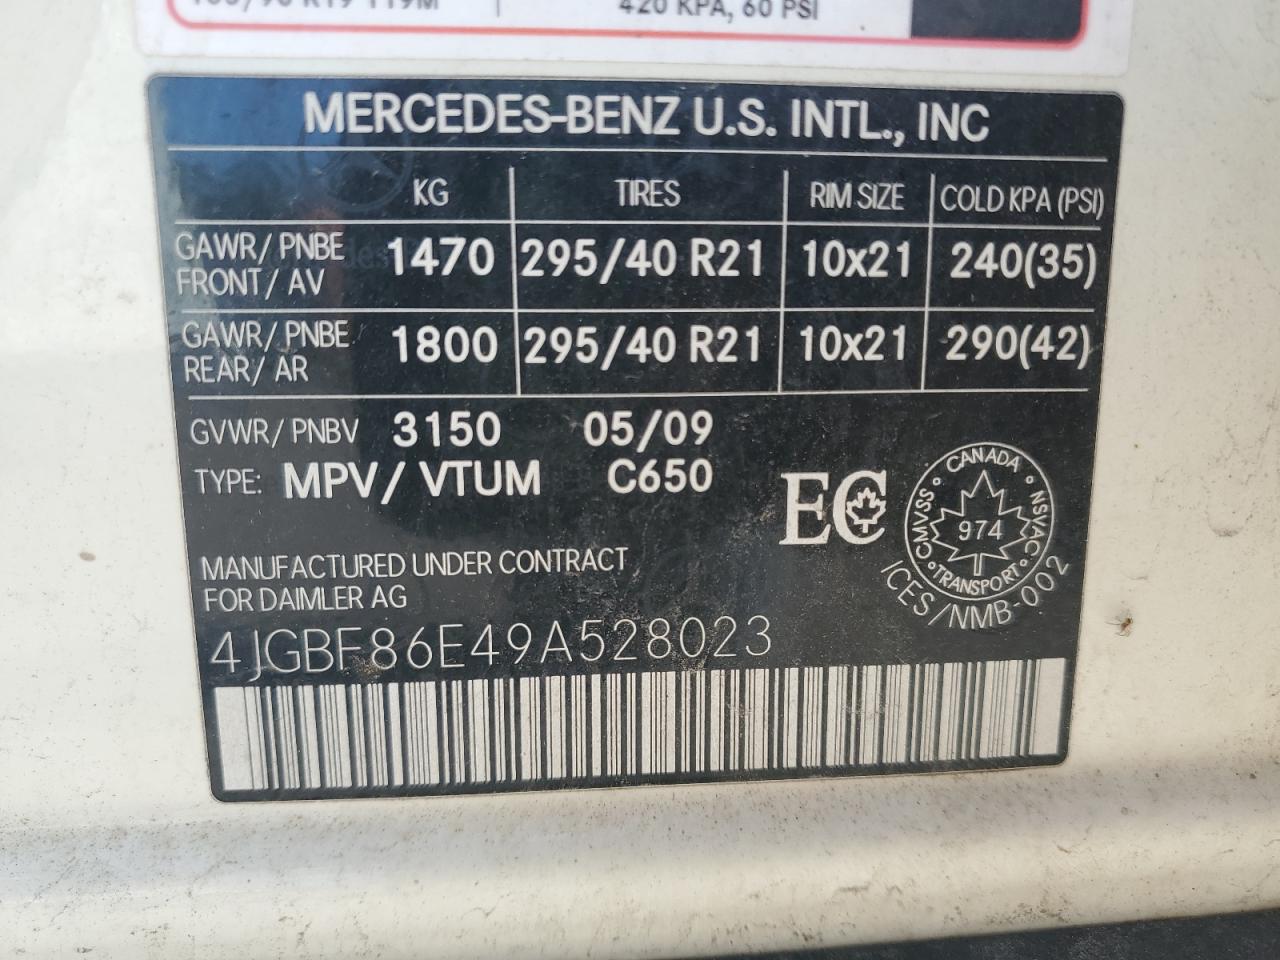 R19 119M
420 KPA, 60 PSI
MERCEDES-BENZ U.S. INTL., INC
KG TIRES RIM SIZE COLD KPA (PSI)
GAWR/ PNBE FRONT/ AV 1470 295/40 R21 10x21 240(35)
GAWR/ PNBE REAR/ AR 1800 295/40 R21 10x21 290(42)
GVWR/ PNBV 3150 05/09
TYPE: MPV/ VTUM C650
EC
CANADA
CMVSS 974 NSVAC
TRANSPORT
ICES/NMB-002
MANUFACTURED UNDER CONTRACT
FOR DAIMLER AG
4JGBF86E49A528023